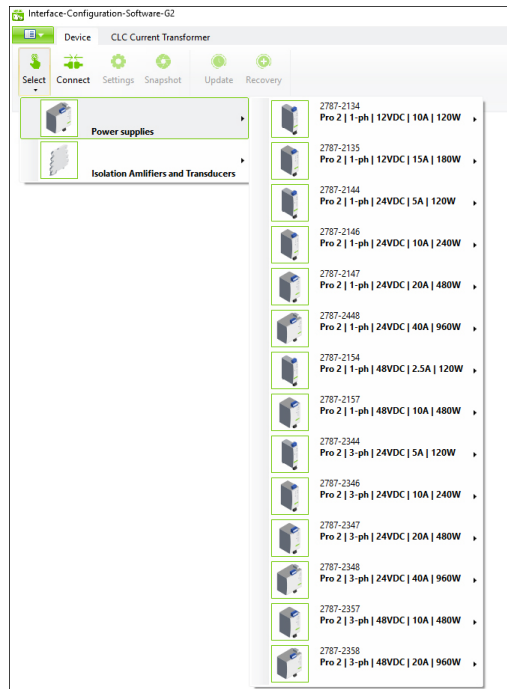 Interface-Configuration-Software-G2
Device CLC Current Transformer
Select Connect Settings Snapshot Update Recovery
Power supplies
Isolation Amlifiers and Transducers
2787-2134
Pro 2 | 1-ph | 12VDC | 10A | 120W
2787-2135
Pro 2 | 1-ph | 12VDC | 15A | 180W
2787-2144
Pro 2 | 1-ph | 24VDC | 5A | 120W
2787-2146
Pro 2 | 1-ph | 24VDC | 10A | 240W
2787-2147
Pro 2 | 1-ph | 24VDC | 20A | 480W
2787-2448
Pro 2 | 1-ph | 24VDC | 40A | 960W
2787-2154
Pro 2 | 1-ph | 48VDC | 2.5A | 120W
2787-2157
Pro 2 | 1-ph | 48VDC | 10A | 480W
2787-2344
Pro 2 | 3-ph | 24VDC | 5A | 120W
2787-2346
Pro 2 | 3-ph | 24VDC | 10A | 240W
2787-2347
Pro 2 | 3-ph | 24VDC | 20A | 480W
2787-2348
Pro 2 | 3-ph | 24VDC | 40A | 960W
2787-2357
Pro 2 | 3-ph | 48VDC | 10A | 480W
2787-2358
Pro 2 | 3-ph | 48VDC | 20A | 960W